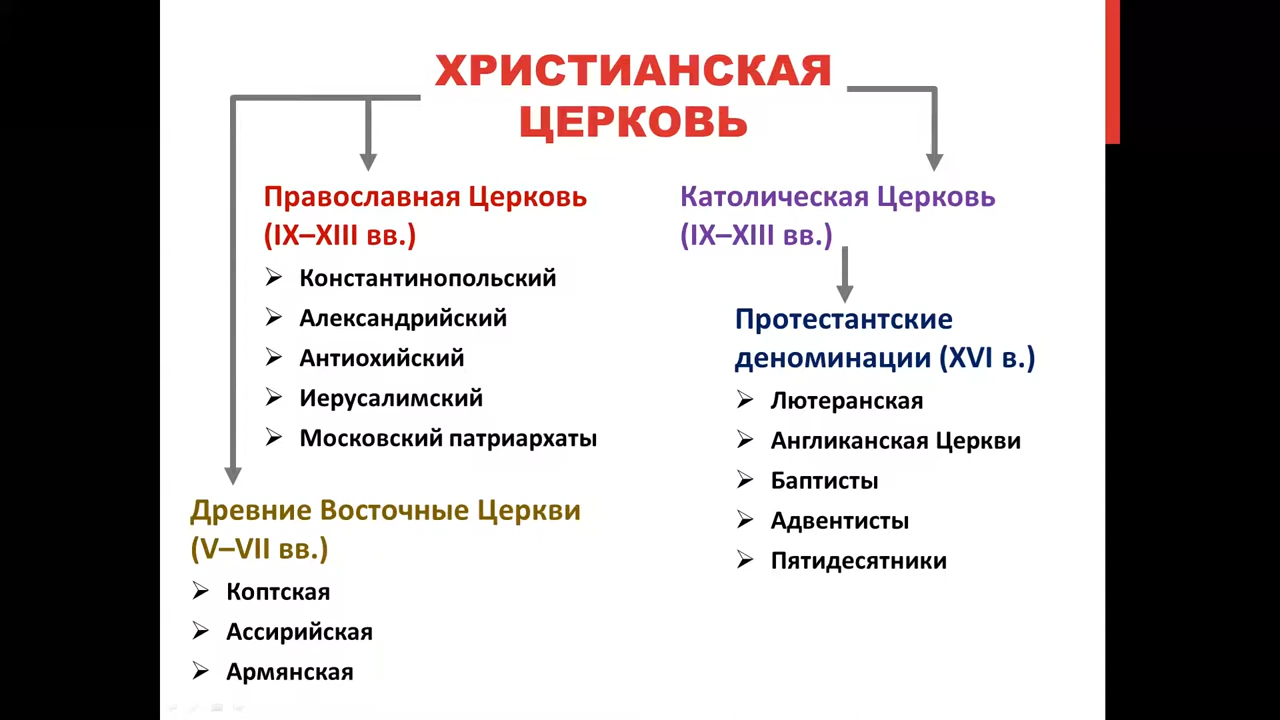 ХРИСТИАНСКАЯ
ЦЕРКОВЬ
Православная Церковь
(IX–XIII вв.)
Константинопольский
Александрийский
Антиохийский
Иерусалимский
Московский патриархаты
Древние Восточные Церкви
(V–VII вв.)
Коптская
Ассирийская
Армянская
Католическая Церковь
(IX–XIII вв.)
Протестантские
деноминации (XVI в.)
Лютеранская
Англиканская Церкви
Баптисты
Адвентисты
Пятидесятники